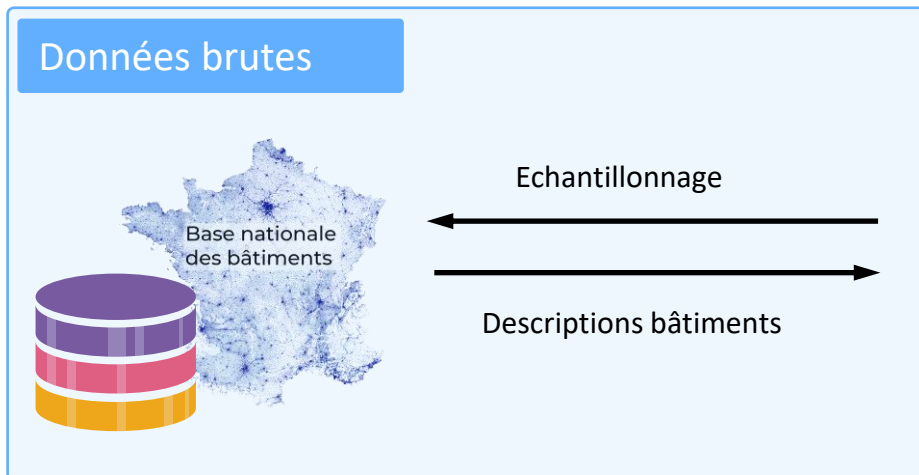 Données brutes
Echantillonnage
Base nationale
des bâtiments
Descriptions bâtiments